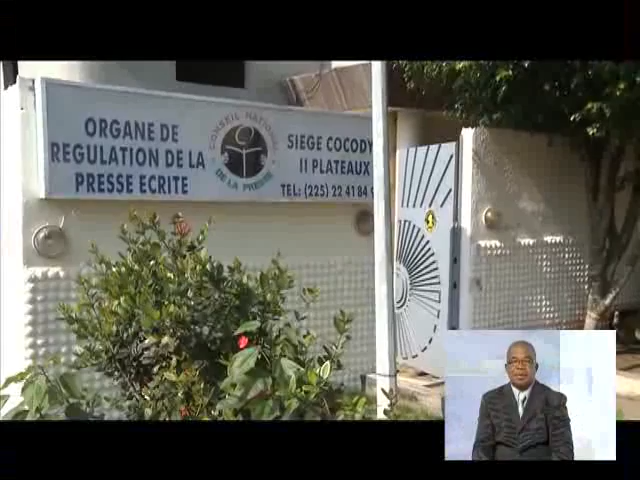 ORGANE DE
REGULATION DE LA
PRESSE ECRITE
CONSEIL NATIONAL
DE LA PRESSE
SIEGE COCODY
II PLATEAUX
TEL: (225) 22 41 84